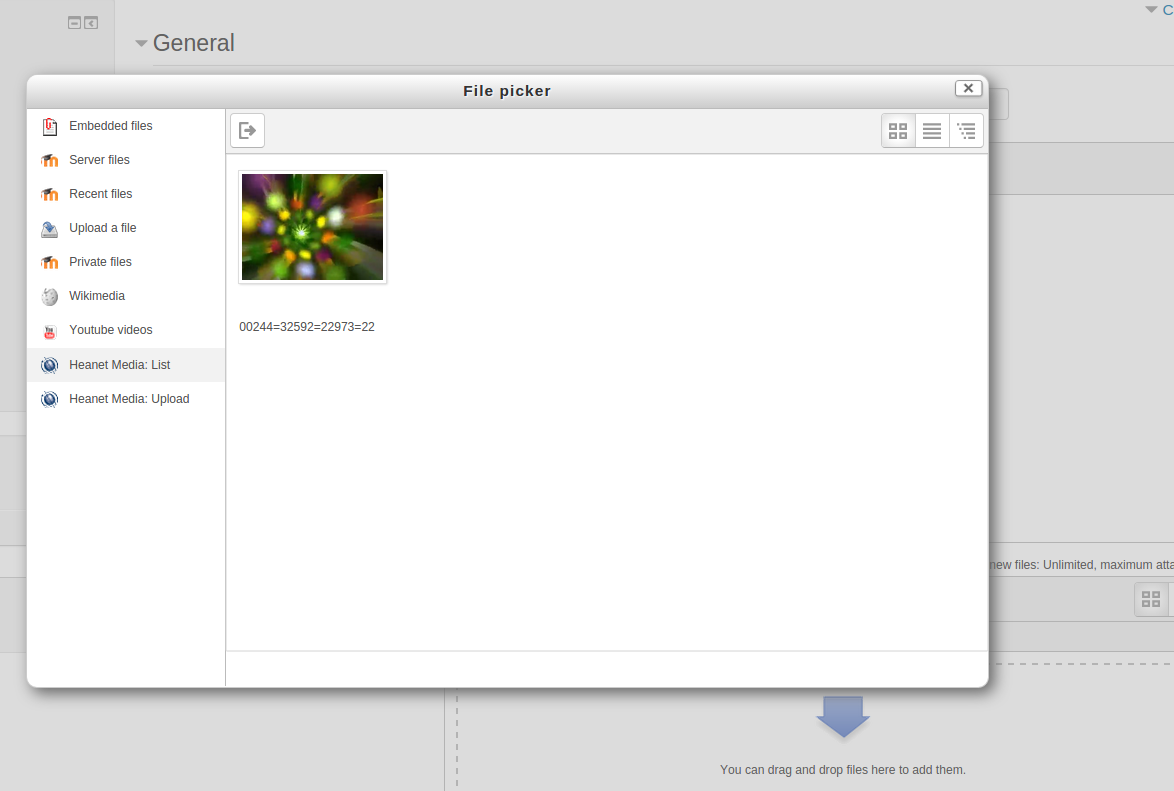 C
General
File picker
Embedded files
Server files
Recent files
Upload a file
Private files
Wikimedia
Youtube videos
Heanet Media: List
Heanet Media: Upload
00244=32592=22973=22
new files: Unlimited, maximum atta
You can drag and drop files here to add them.